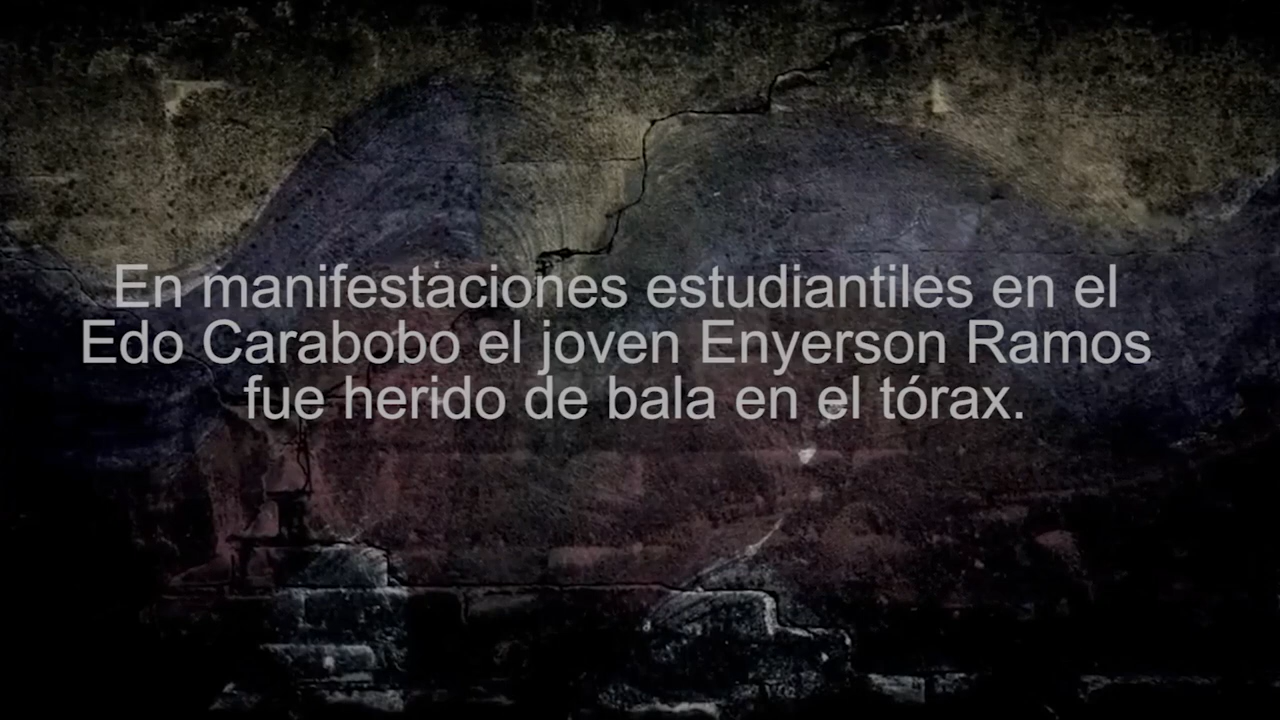 En manifestaciones estudiantiles en el
Edo Carabobo el joven Enyerson Ramos
fue herido de bala en el tórax.